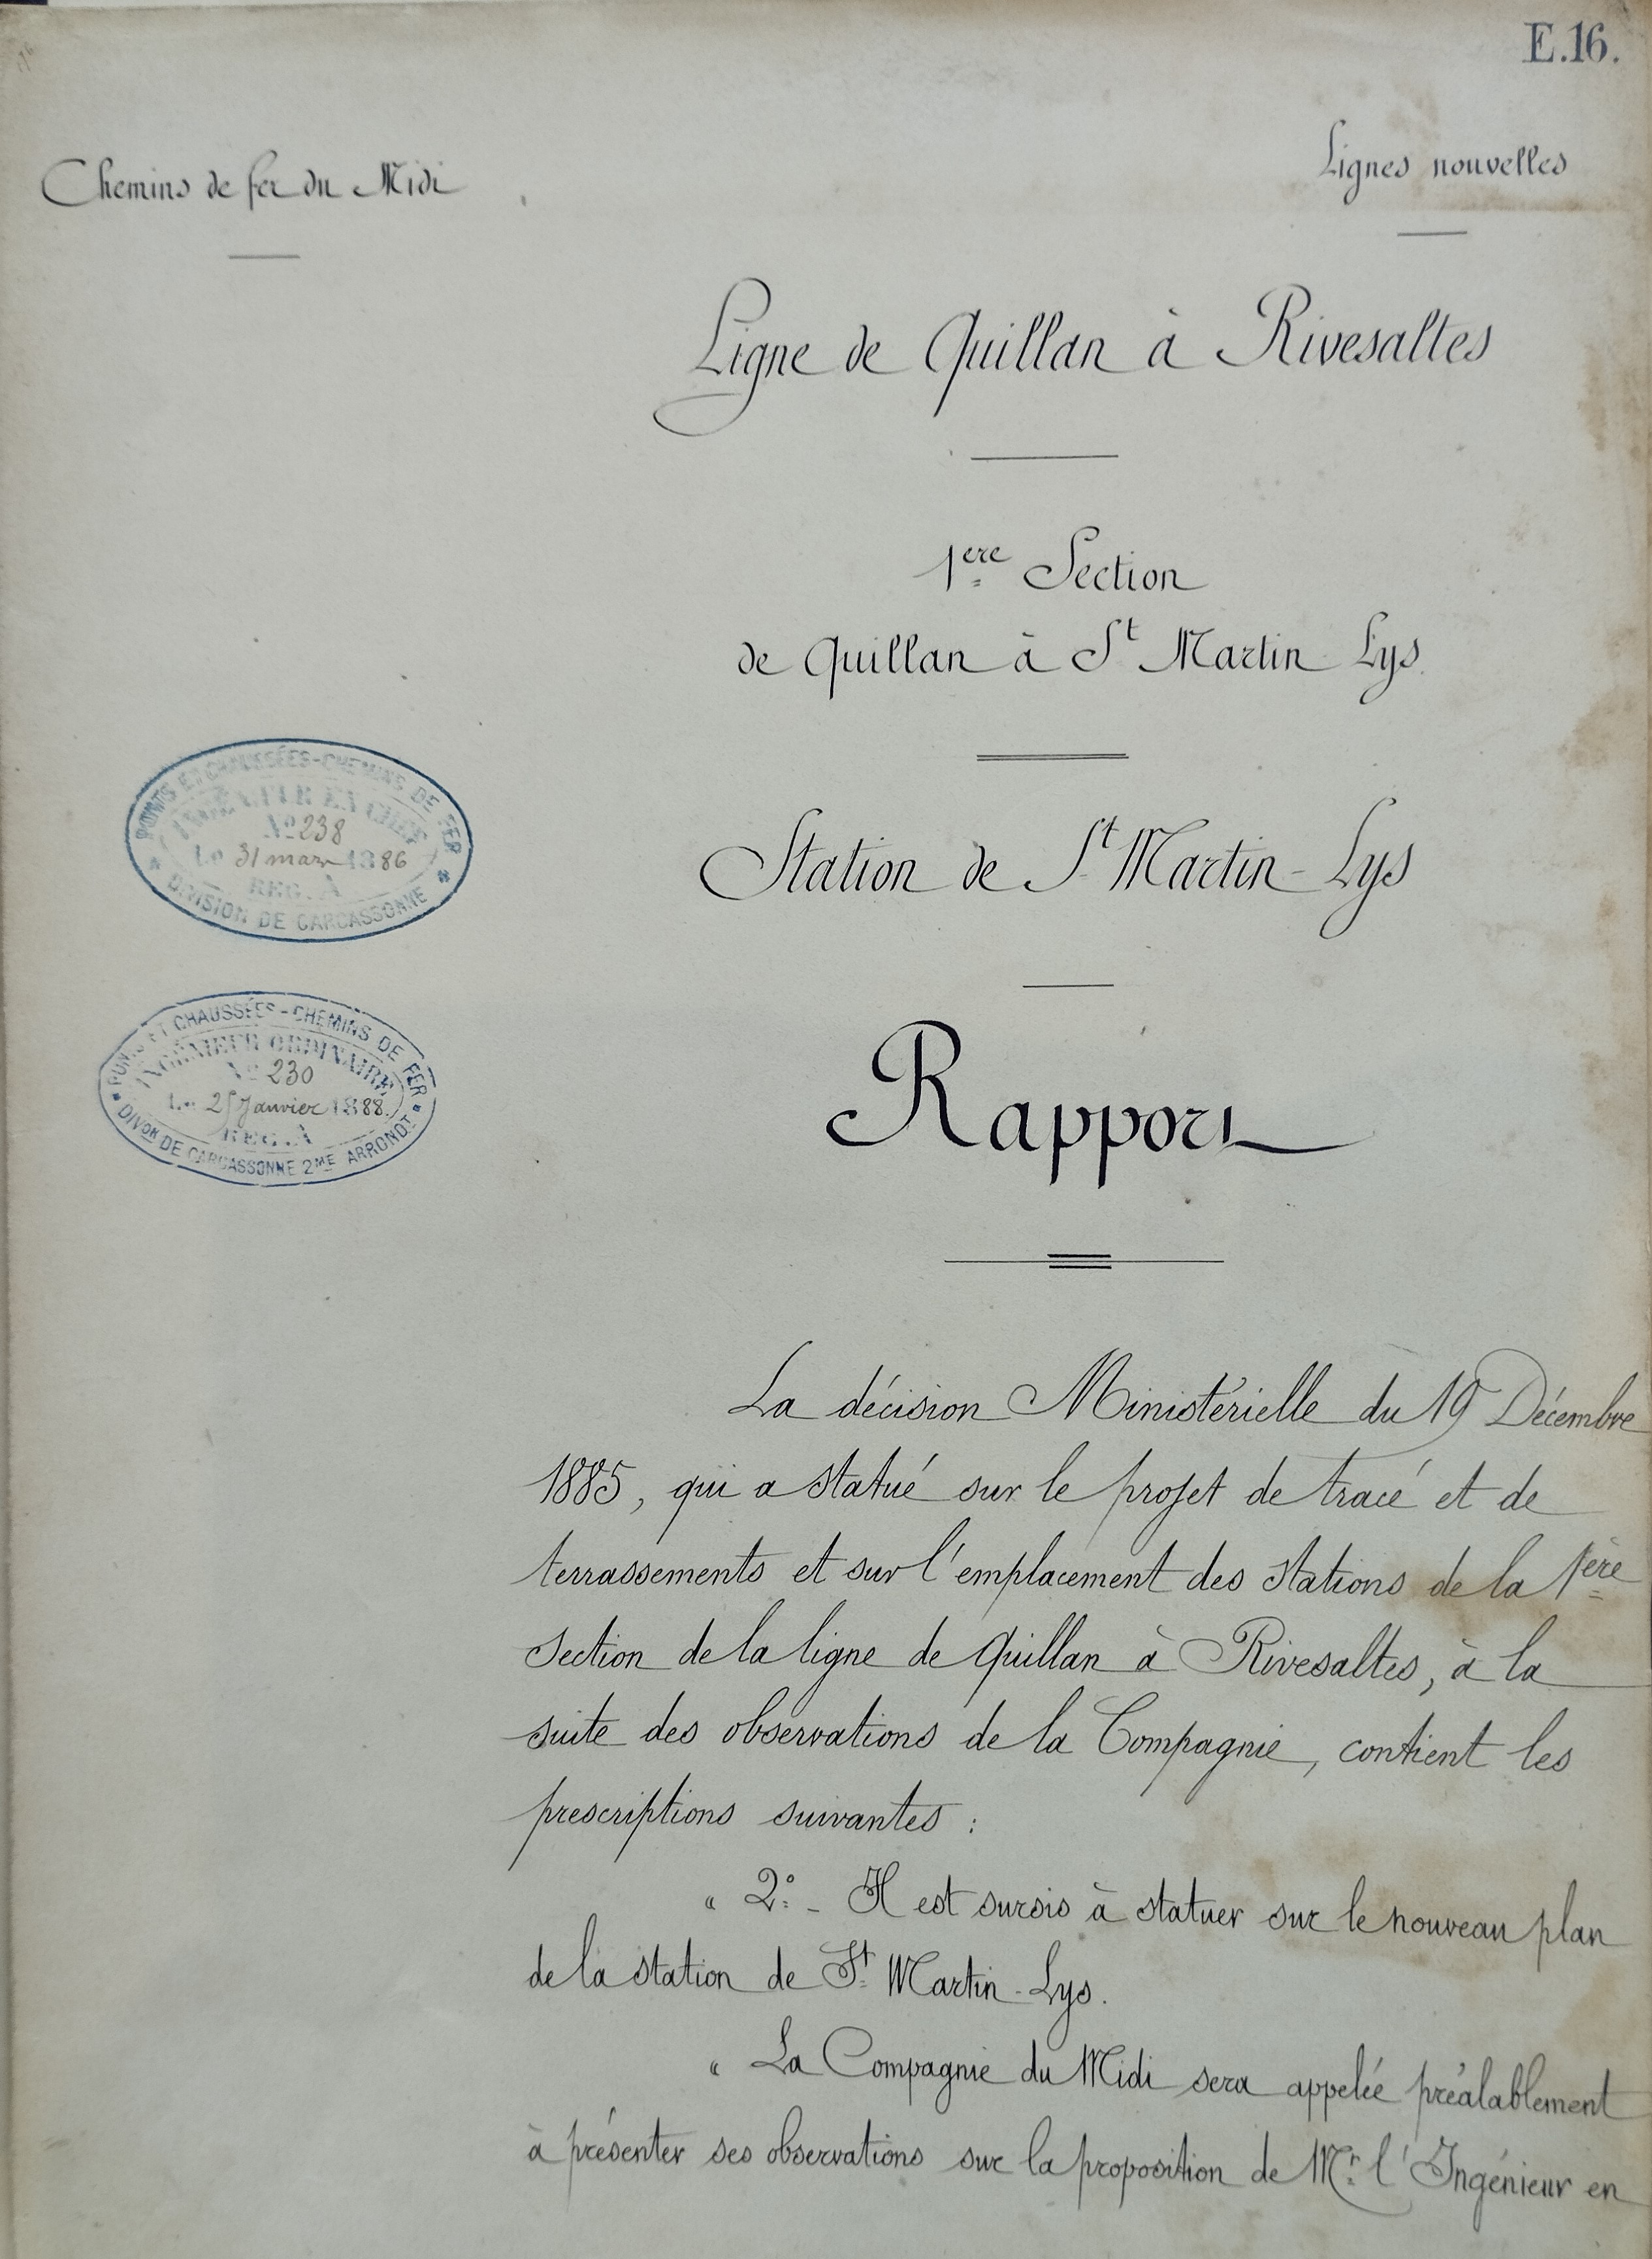 E.16.
Chemins de fer du Midi
Lignes nouvelles
Ligne de Quillan à Rivesaltes
1ère Section
de Quillan à St Martin Lys
Station de St Martin-Lys
PONTS ET CHAUSSÉES-CHEMINS DE FER
INGÉNIEUR EN CHEF
No 238
Le 31 mars 1886
REG. A
DIVISION DE CARCASSONNE
PONTS ET CHAUSSÉES-CHEMINS DE FER
INGÉNIEUR ORDINAIRE
No 230
Le Janvier 1888.
REG. A
DIVON DE CARCASSONNE 2ME ARRONDT
Rapport
La décision Ministérielle du 19 Décembre
1885, qui a statué sur le projet de tracé et de
terrassements et sur l'emplacement des stations de la 1ère
section de la ligne de Quillan à Rivesaltes, à la
suite des observations de la Compagnie, contient les
prescriptions suivantes :
" 2° - Il est sursis à statuer sur le nouveau plan
de la station de St Martin-Lys.
" La Compagnie du Midi sera appelée préalablement
à présenter ses observations sur la proposition de Mr l'Ingénieur en